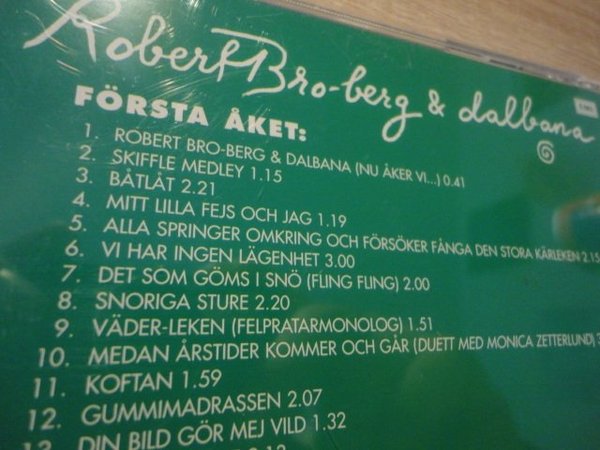 Robert Bro-berg & dalbana
FÖRSTA ÅKET:
1. ROBERT BRO-BERG & DALBANA (NU ÅKER VI...) 0.41
2. SKIFFLE MEDLEY 1.15
3. BÅTLÅT 2.21
4. MITT LILLA FEJS OCH JAG 1.19
5. ALLA SPRINGER OMKRING OCH FÖRSÖKER FÅNGA DEN STORA KÄRLEKEN 2.15
6. VI HAR INGEN LÄGENHET 3.00
7. DET SOM GÖMS I SNÖ (FLING FLING) 2.00
8. SNORIGA STURE 2.20
9. VÄDER-LEKEN (FELPRATARMONOLOG) 1.51
10. MEDAN ÅRSTIDER KOMMER OCH GÅR (DUETT MED MONICA ZETTERLUND)
11. KOFTAN 1.59
12. GUMMIMADRASSEN 2.07
13. DIN BILD GÖR MEJ VILD 1.32